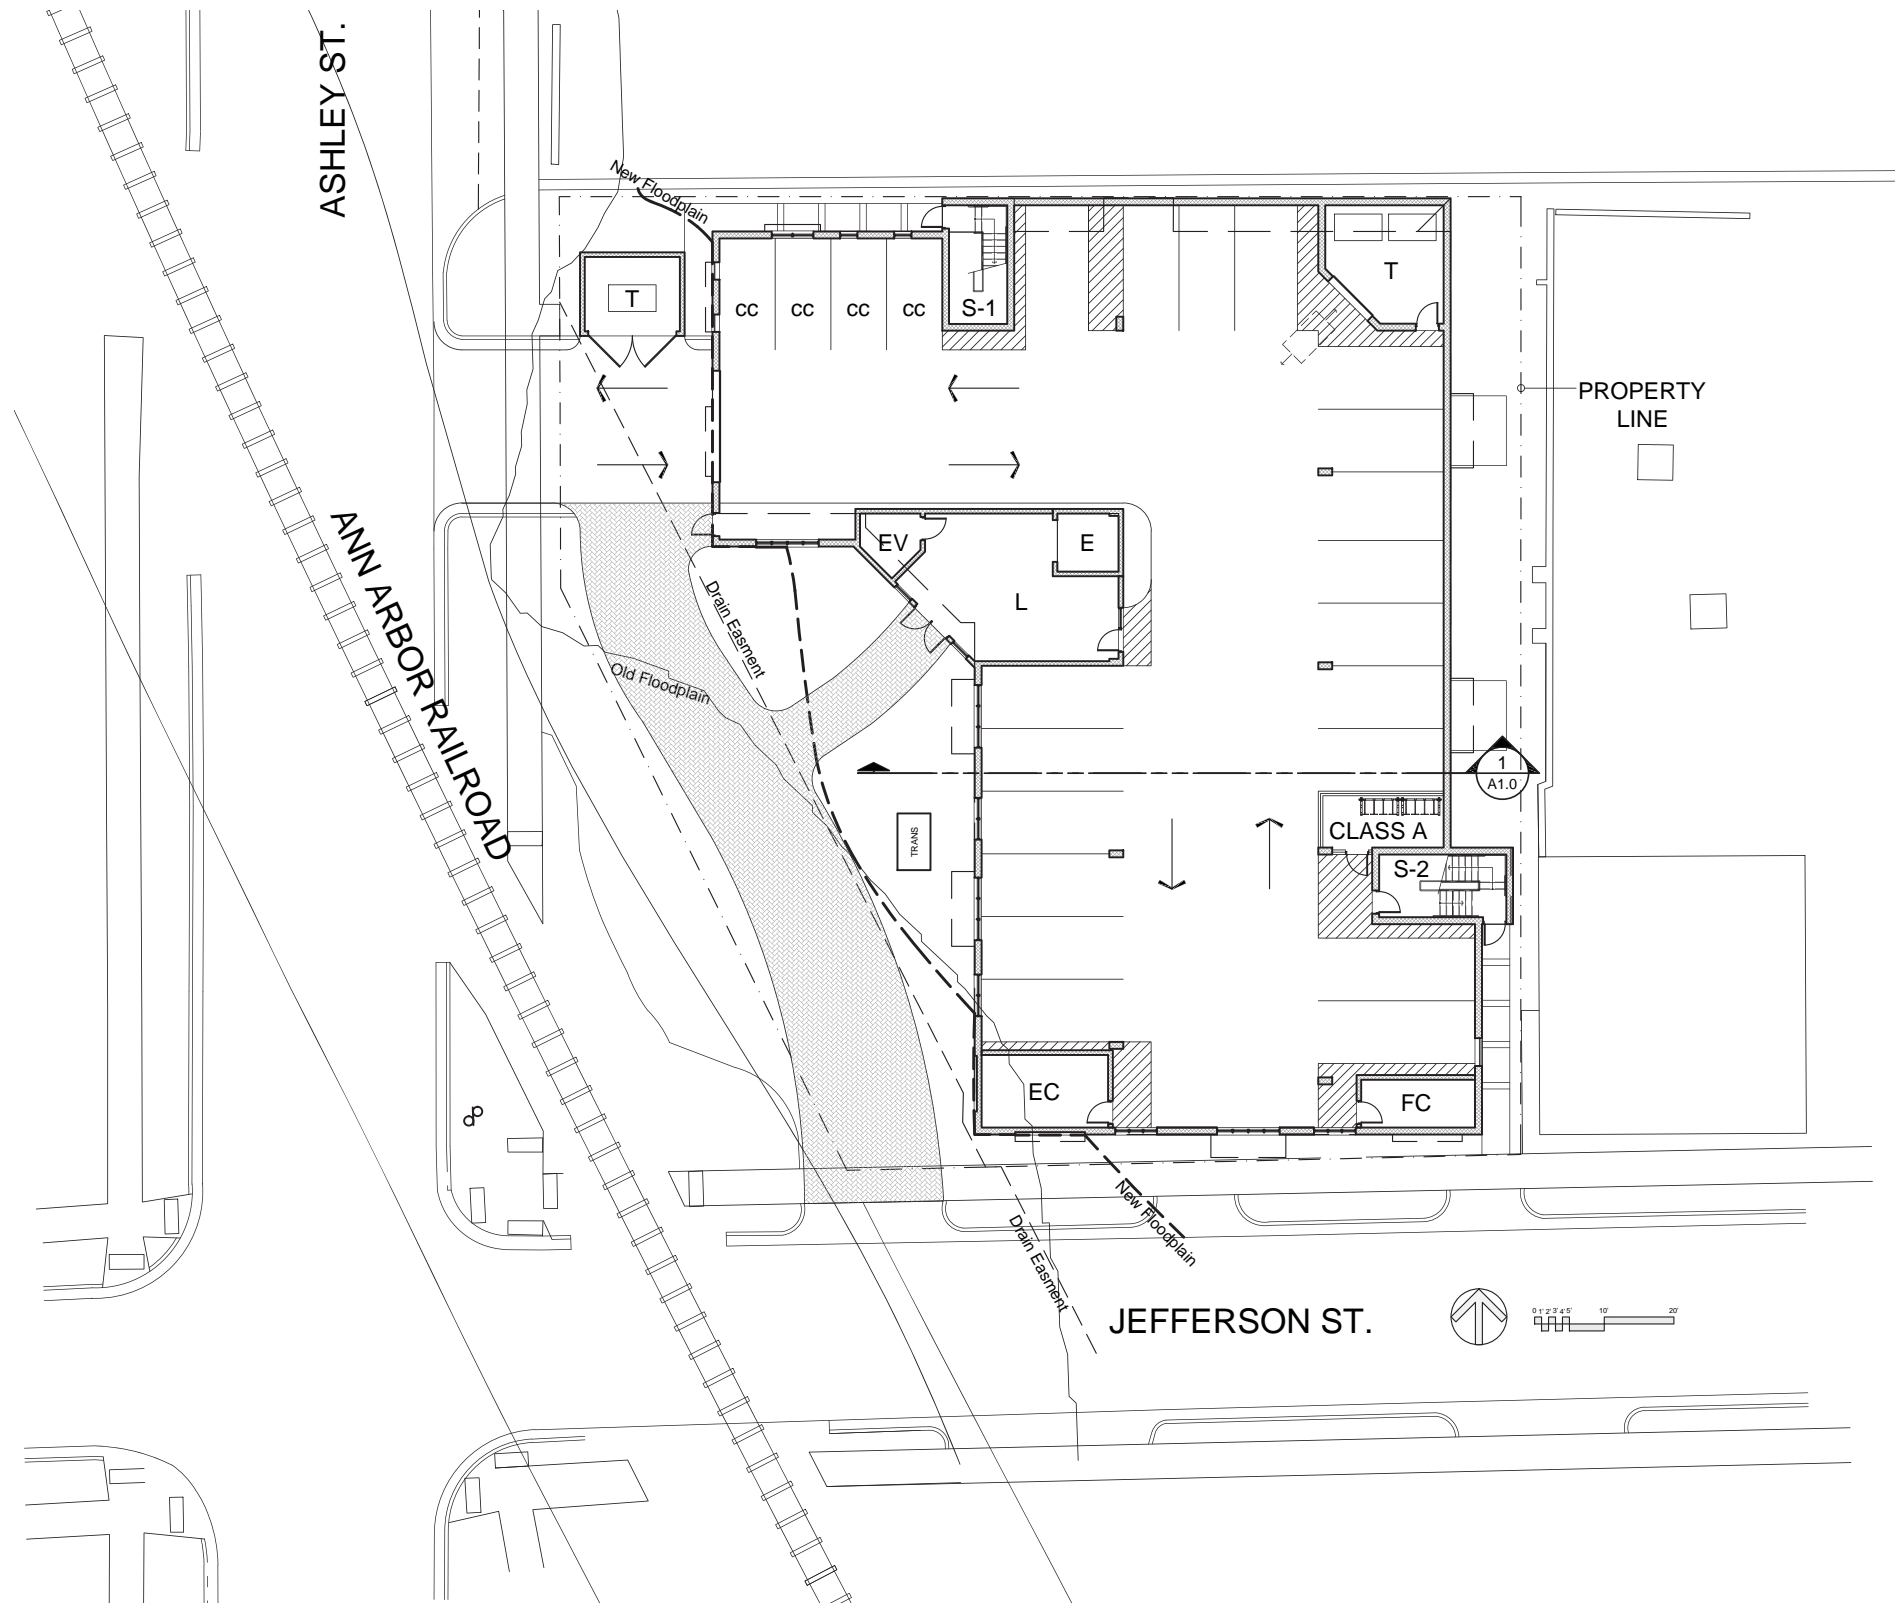 ASHLEY ST.
New Floodplain
T
cc
cc
cc
cc
S-1
T
PROPERTY
LINE
ANN ARBOR RAILROAD
EV
E
L
Drain Easment
Old Floodplain
1
A1.0
TRANS
CLASS A
S-2
EC
FC
New Floodplain
Drain Easment
JEFFERSON ST.
0 1' 2' 3' 4' 5' 10' 20'